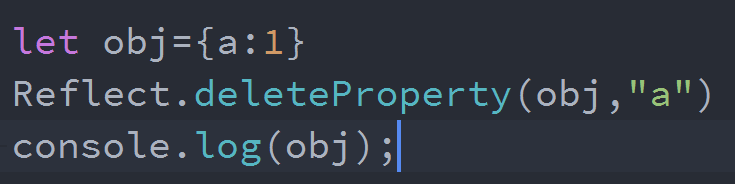 let obj={a:1}
Reflect.deleteProperty(obj,"a")
console.log(obj);